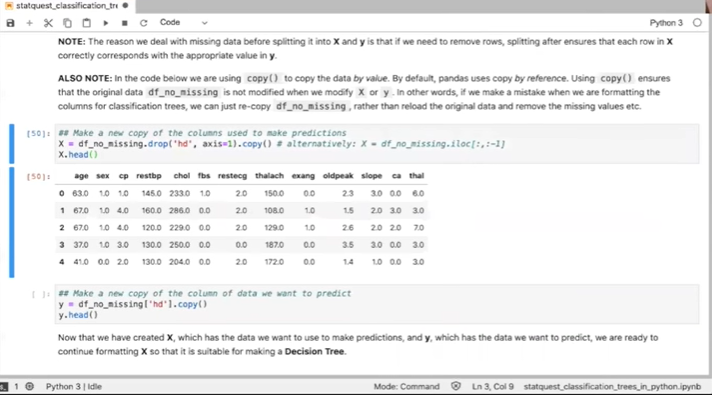 statquest_classification_tre
Code
Python 3
NOTE: The reason we deal with missing data before splitting it into X and y is that if we need to remove rows, splitting after ensures that each row in X
correctly corresponds with the appropriate value in y.
ALSO NOTE: In the code below we are using copy() to copy the data by value. By default, pandas uses copy by reference. Using copy() ensures
that the original data df_no_missing is not modified when we modify X or y. In other words, if we make a mistake when we are formatting the
columns for classification trees, we can just re-copy df_no_missing, rather than reload the original data and remove the missing values etc.
[50]: ## Make a new copy of the columns used to make predictions
X = df_no_missing.drop('hd', axis=1).copy() # alternatively: X = df_no_missing.iloc[:,:-1]
X.head()
[50]: age sex cp restbp chol fbs restecg thalach exang oldpeak slope ca thal
0 63.0 1.0 1.0 145.0 233.0 1.0 2.0 150.0 0.0 2.3 3.0 0.0 6.0
1 67.0 1.0 4.0 160.0 286.0 0.0 2.0 108.0 1.0 1.5 2.0 3.0 3.0
2 67.0 1.0 4.0 120.0 229.0 0.0 2.0 129.0 1.0 2.6 2.0 2.0 7.0
3 37.0 1.0 3.0 130.0 250.0 0.0 0.0 187.0 0.0 3.5 3.0 0.0 3.0
4 41.0 0.0 2.0 130.0 204.0 0.0 2.0 172.0 0.0 1.4 1.0 0.0 3.0
[ ]: ## Make a new copy of the column of data we want to predict
y = df_no_missing['hd'].copy()
y.head()
Now that we have created X, which has the data we want to use to make predictions, and y, which has the data we want to predict, we are ready to
continue formatting X so that it is suitable for making a Decision Tree.
1 Python 3 | Idle Mode: Command Ln 3, Col 9 statquest_classification_trees_in_python.ipynb